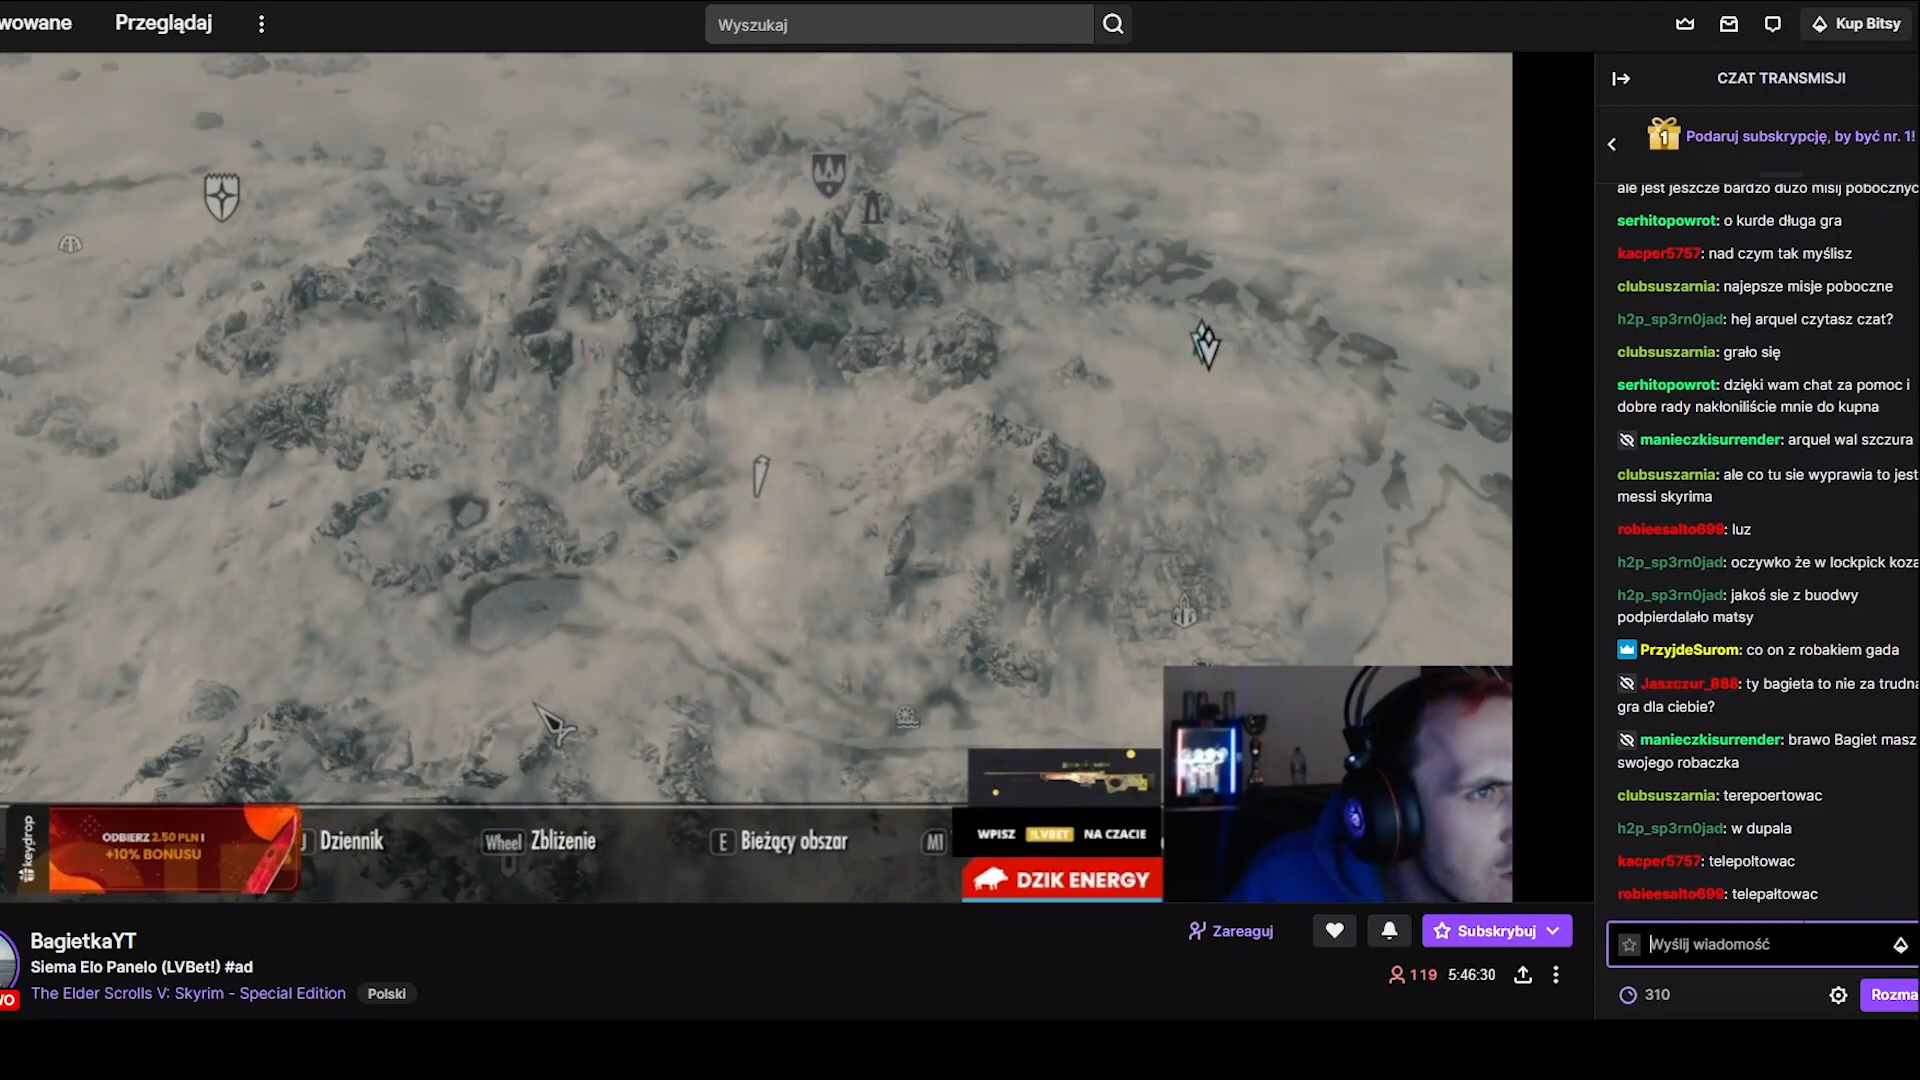 wowane
Przeglądaj
Wyszukaj
Kup Bitsy
CZAT TRANSMISJI
1
Podaruj subskrypcję, by być nr. 1!
ale jest jeszcze bardzo dużo misij pobocznyc
serhitopowrot: o kurde długa gra
kacper5757: nad czym tak myślisz
clubsuszarnia: najepsze misje poboczne
h2p_sp3rn0jad: hej arquel czytasz czat?
clubsuszarnia: grało się
serhitopowrot: dzięki wam chat za pomoc i
dobre rady nakłoniliście mnie do kupna
manieczkisurrender: arquel wal szczura
clubsuszarnia: ale co tu sie wyprawia to jest
messi skyrima
robieesalto699: luz
h2p_sp3rn0jad: oczywko że w lockpick koza
h2p_sp3rn0jad: jakoś sie z buodwy
podpierdalało matsy
PrzyjdeSurom: co on z robakiem gada
Jaszczur_888: ty bagieta to nie za trudna
gra dla ciebie?
manieczkisurrender: brawo Bagiet masz
swojego robaczka
clubsuszarnia: terepoertowac
h2p_sp3rn0jad: w dupala
kacper5757: telepoltowac
robieesalto699: telepałtowac
Wyślij wiadomość
310
Rozma
keydrop
ODBIERZ 2.50 PLN I
+10% BONUSU
J Dziennik
Wheel Zbliżenie
E Bieżący obszar
MI
WPISZ !LVBET NA CZACIE
DZIK ENERGY
BagietkaYT
Siema Elo Panelo (LVBet!) #ad
The Elder Scrolls V: Skyrim - Special Edition
Polski
WO
Zareaguj
Subskrybuj
119
5:46:30